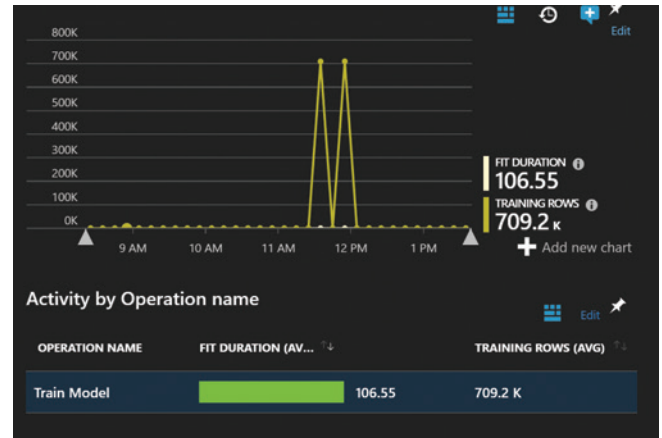 800K
Edit
700K
600K
500K
400K
300K
200K
100K
0K
FIT DURATION
106.55
TRAINING ROWS
709.2 K
9 AM 10 AM 11 AM 12 PM 1 PM
Add new chart
Activity by Operation name
Edit
OPERATION NAME FIT DURATION (AV... TRAINING ROWS (AVG)
Train Model 106.55 709.2 K